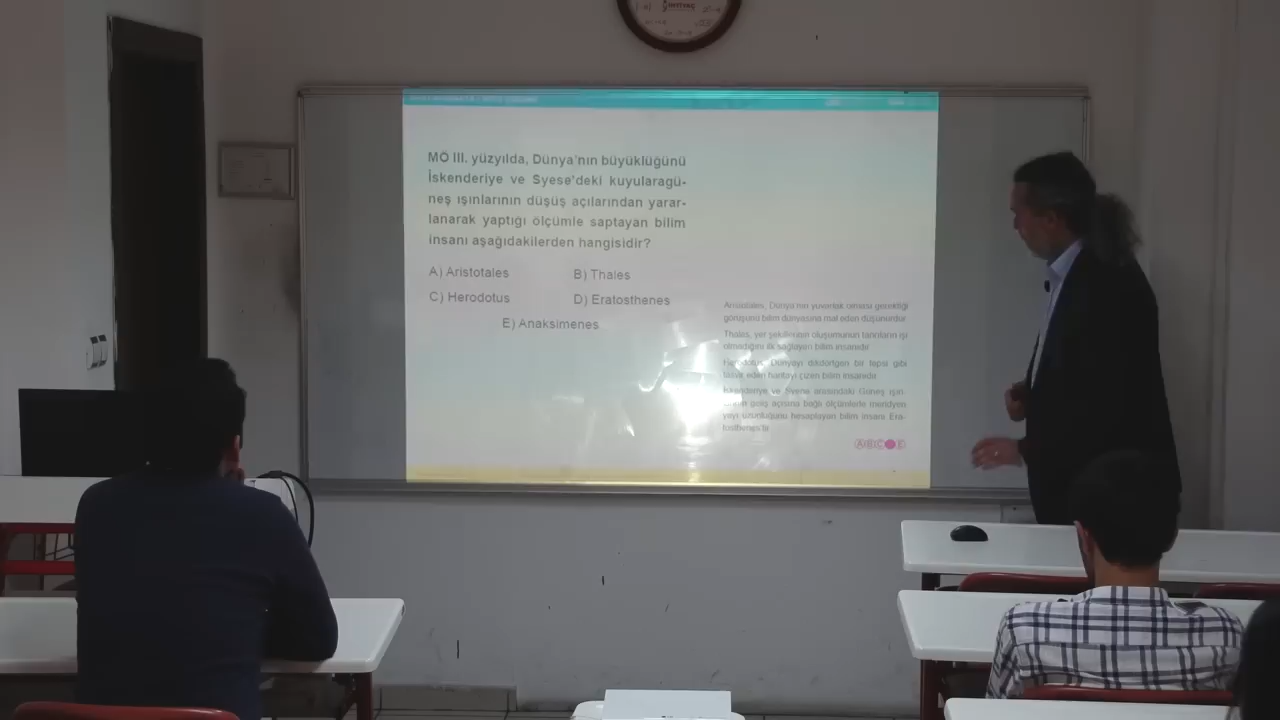 MÖ III. yüzyılda, Dünya'nın büyüklüğünü
İskenderiye ve Syese'deki kuyularagü-
neş ışınlarının düşüş açılarından yarar-
lanarak yaptığı ölçümle saptayan bilim
insanı aşağıdakilerden hangisidir?
A) Aristotales
B) Thales
C) Herodotus
D) Eratosthenes
E) Anaksimenes
Aristotales, Dünya'nın yuvarlak olması gerektiği
görüşünü bilim dünyasına mal eden düşünürdür.
Thales, yer şekillerinin oluşumunun tanrıların işi
olmadığını ilk sağlayan bilim insanıdır.
Herodotus, Dünyayı dikdörtgen bir tepsi gibi
eden haritayı çizen bilim insanıdır.
İskenderiye ve Syene arasındaki Güneş ışın-
larının geliş açısına bağlı ölçümlerle meridyen
yayı uzunluğunu hesaplayan bilim insanı Era-
tosthenes'tir.
A B C E